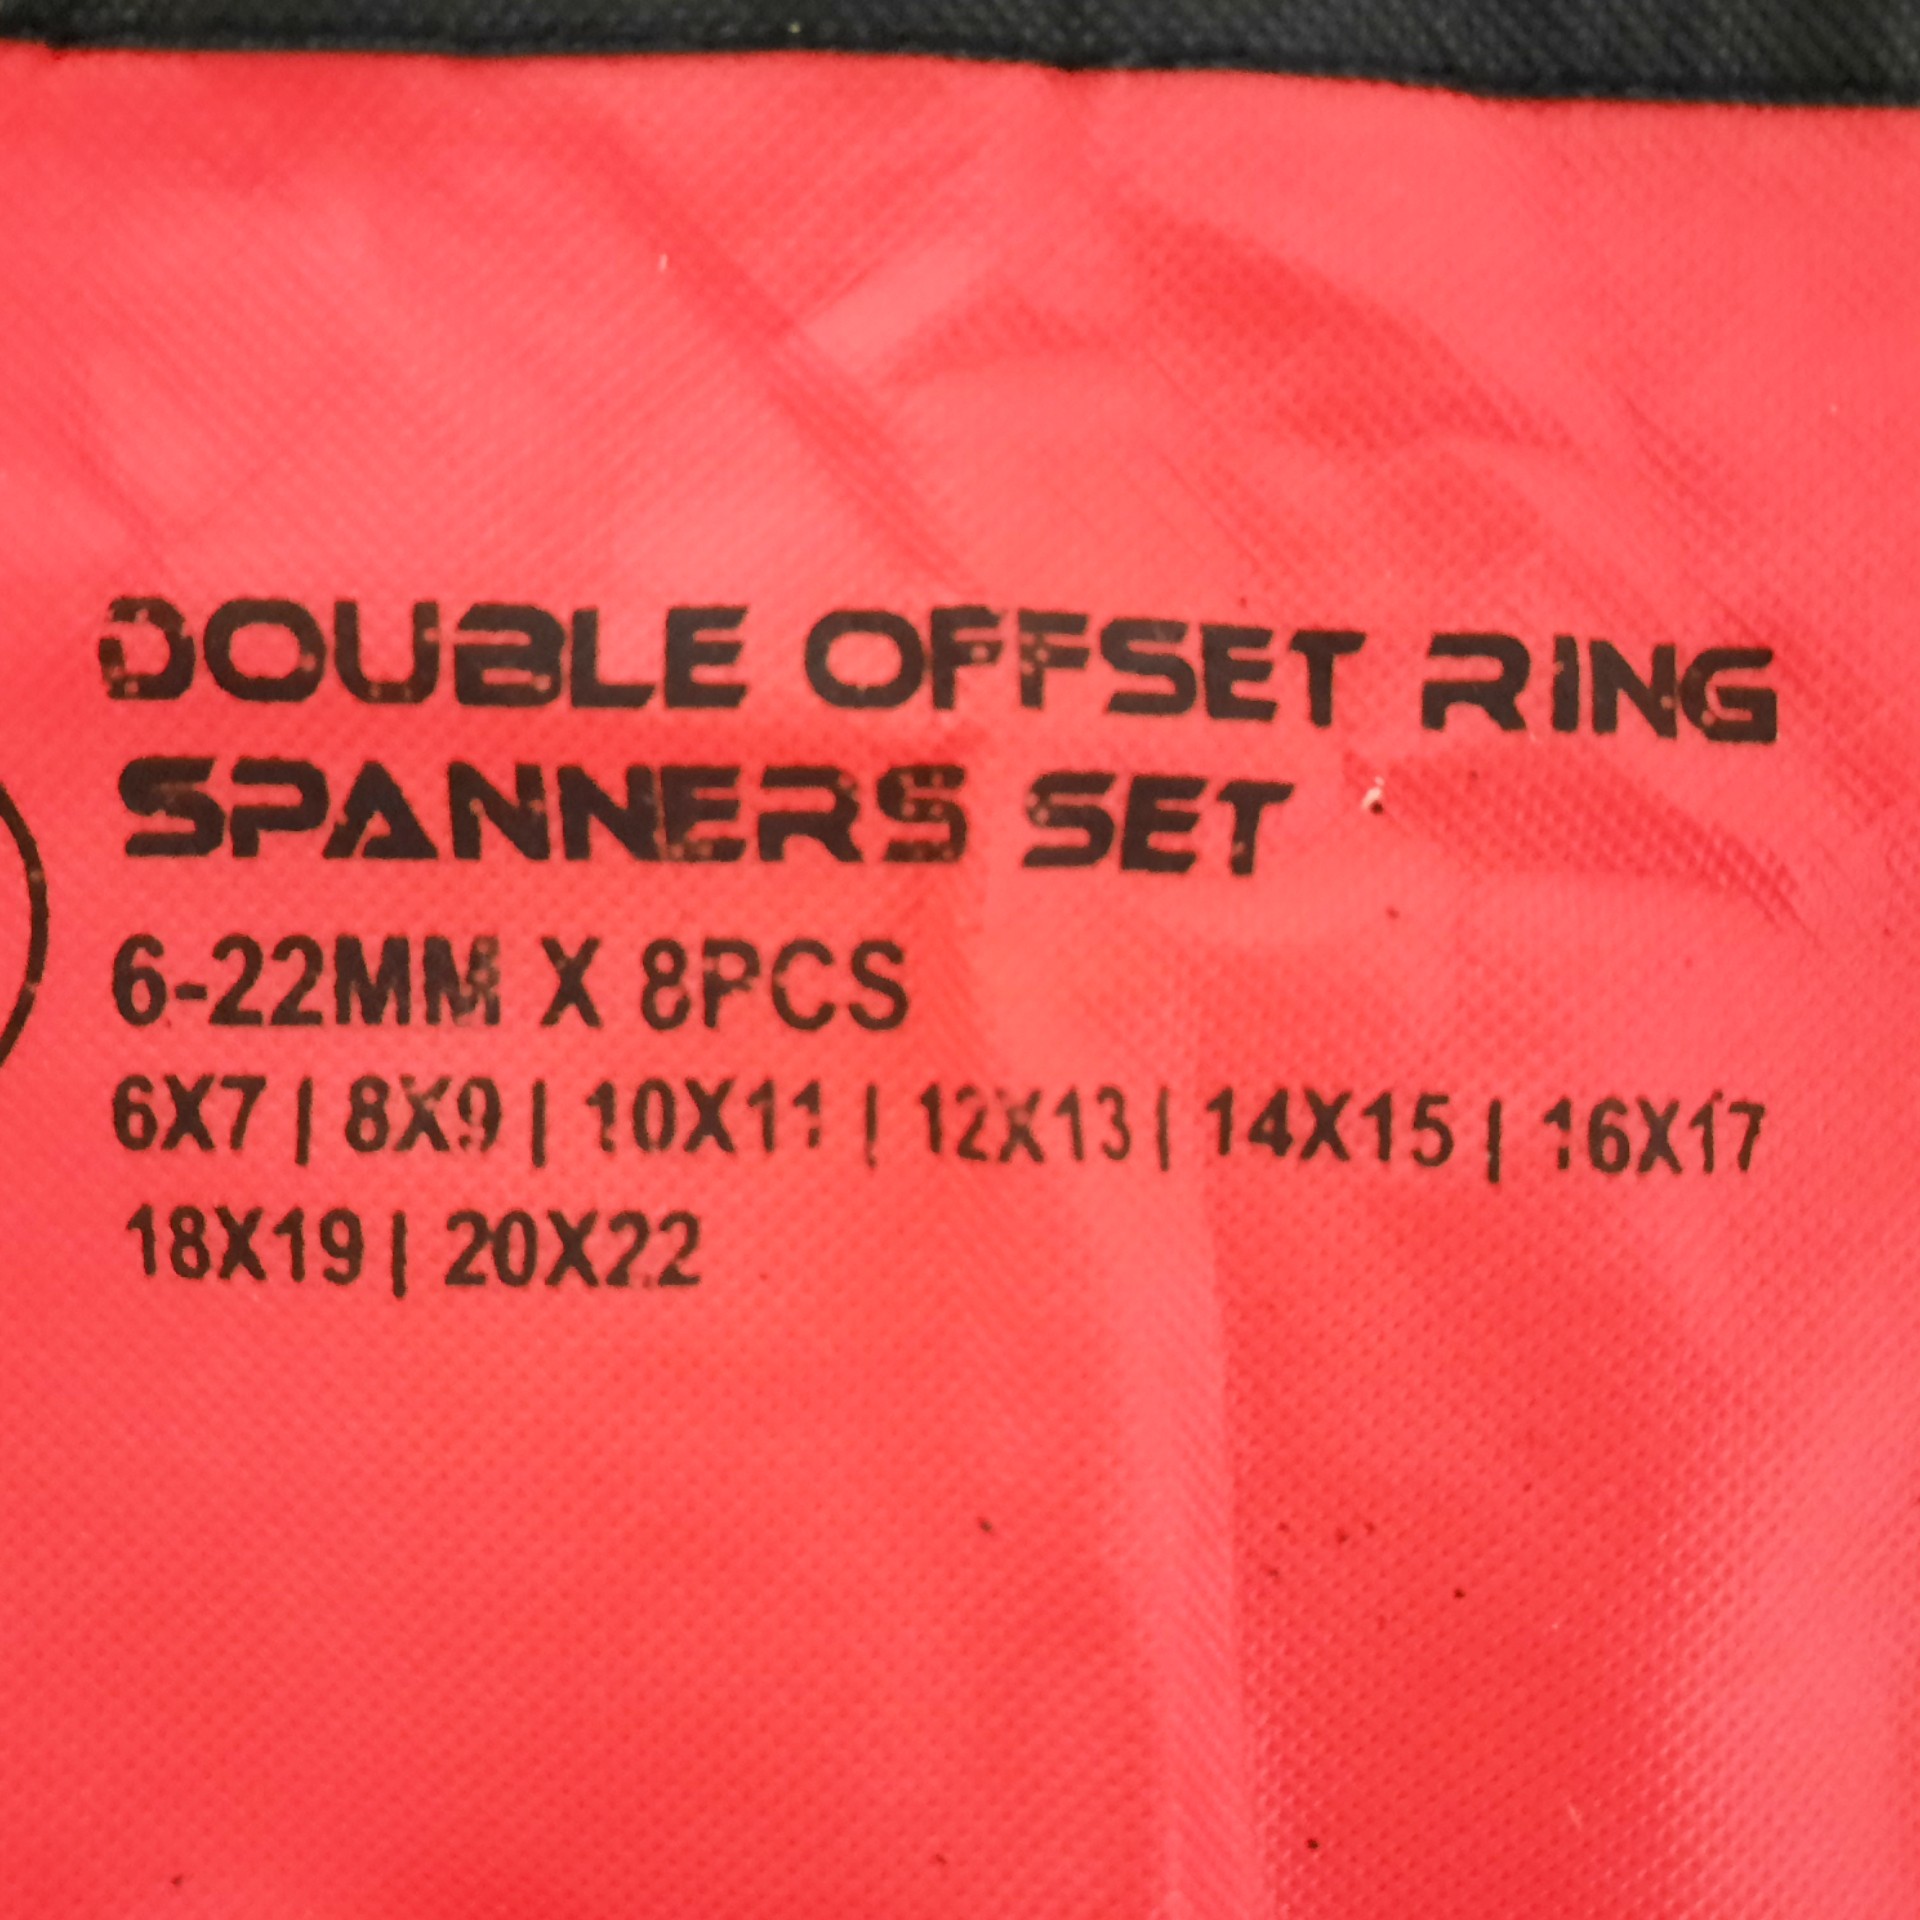 DOUBLE OFFSET RING
SPANNERS SET
6-22MM X 8PCS
6X7 | 8X9 | 10X11 | 12X13 | 14X15 | 16X17
18X19 | 20X22